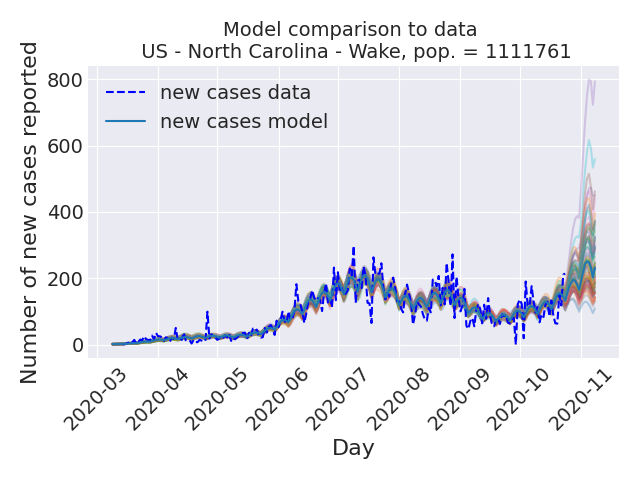 Model comparison to data
US - North Carolina - Wake, pop. = 1111761
Number of new cases reported
800
600
400
200
0
new cases data
new cases model
2020-03
2020-04
2020-05
2020-06
2020-07
2020-08
2020-09
2020-10
2020-11
Day